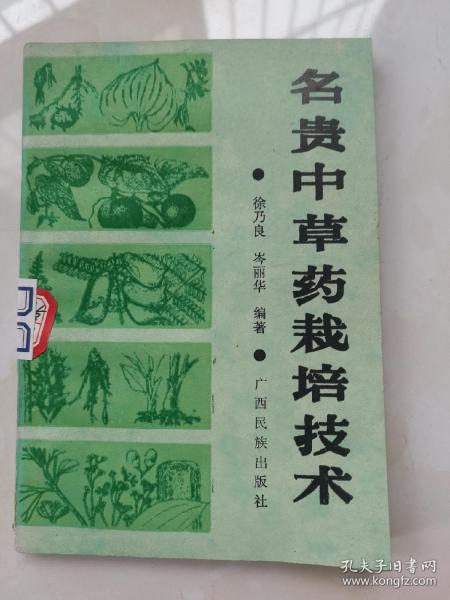 名贵中草药栽培技术
●徐乃良 岑丽华 编著●广西民族出版社
孔夫子旧书网
www.kongfz.com